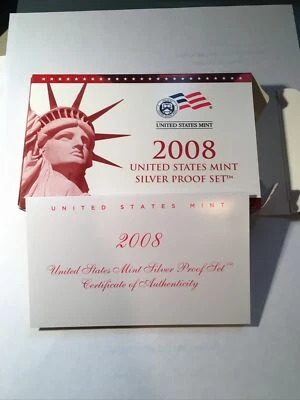 UNITED STATES MINT
2008
UNITED STATES MINT
SILVER PROOF SET™
UNITED STATES MINT
2008
United States Mint Silver Proof Set™
Certificate of Authenticity